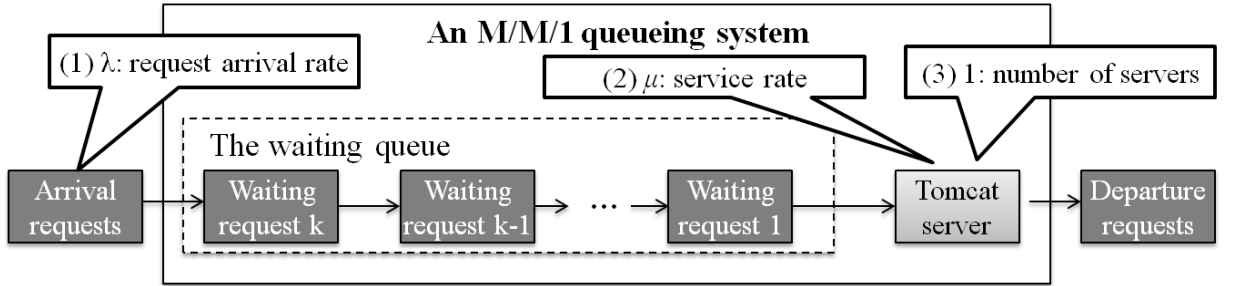 An M/M/1 queueing system
(1) λ: request arrival rate
(2) μ: service rate
(3) 1: number of servers
The waiting queue
Arrival
requests
Waiting
request k
Waiting
request k-1
...
Waiting
request 1
Tomcat
server
Departure
requests